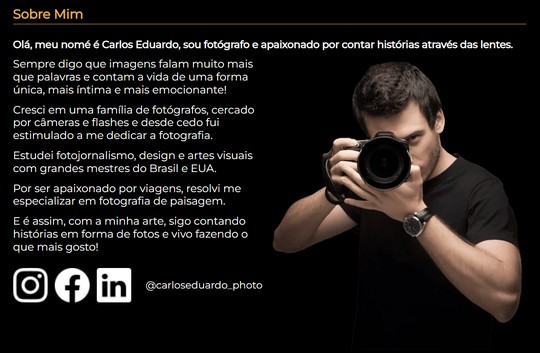 Sobre Mim
Olá, meu nomé é Carlos Eduardo, sou fotógrafo e apaixonado por contar histórias através das lentes.
Sempre digo que imagens falam muito mais
que palavras e contam a vida de uma forma
única, mais íntima e mais emocionante!
Cresci em uma família de fotógrafos, cercado
por câmeras e flashes e desde cedo fui
estimulado a me dedicar a fotografia.
Estudei fotojornalismo, design e artes visuais
com grandes mestres do Brasil e EUA.
Por ser apaixonado por viagens, resolvi me
especializar em fotografia de paisagem.
E é assim, com a minha arte, sigo contando
histórias em forma de fotos e vivo fazendo o
que mais gosto!
@carloseduardo_photo